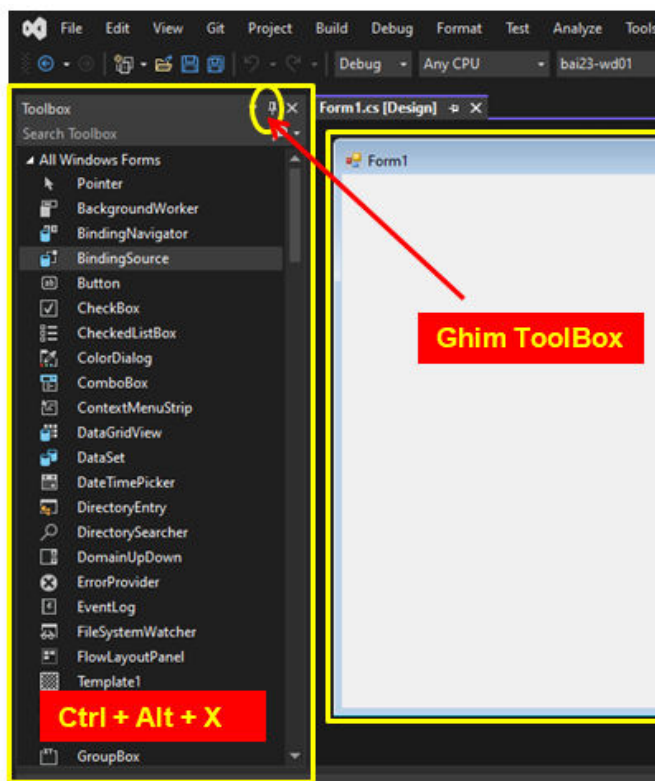 File Edit View Git Project Build Debug Format Test Analyze Tools
Debug Any CPU bai23-wd01
Toolbox Form1.cs [Design]
Search Toolbox
All Windows Forms Form1
Pointer
BackgroundWorker
BindingNavigator
BindingSource
Button
CheckBox
Ghim ToolBox
CheckedListBox
ColorDialog
ComboBox
ContextMenuStrip
DataGridView
DataSet
DateTimePicker
DirectoryEntry
DirectorySearcher
DomainUpDown
ErrorProvider
EventLog
FileSystemWatcher
FlowLayoutPanel
Template1
Ctrl + Alt + X
GroupBox